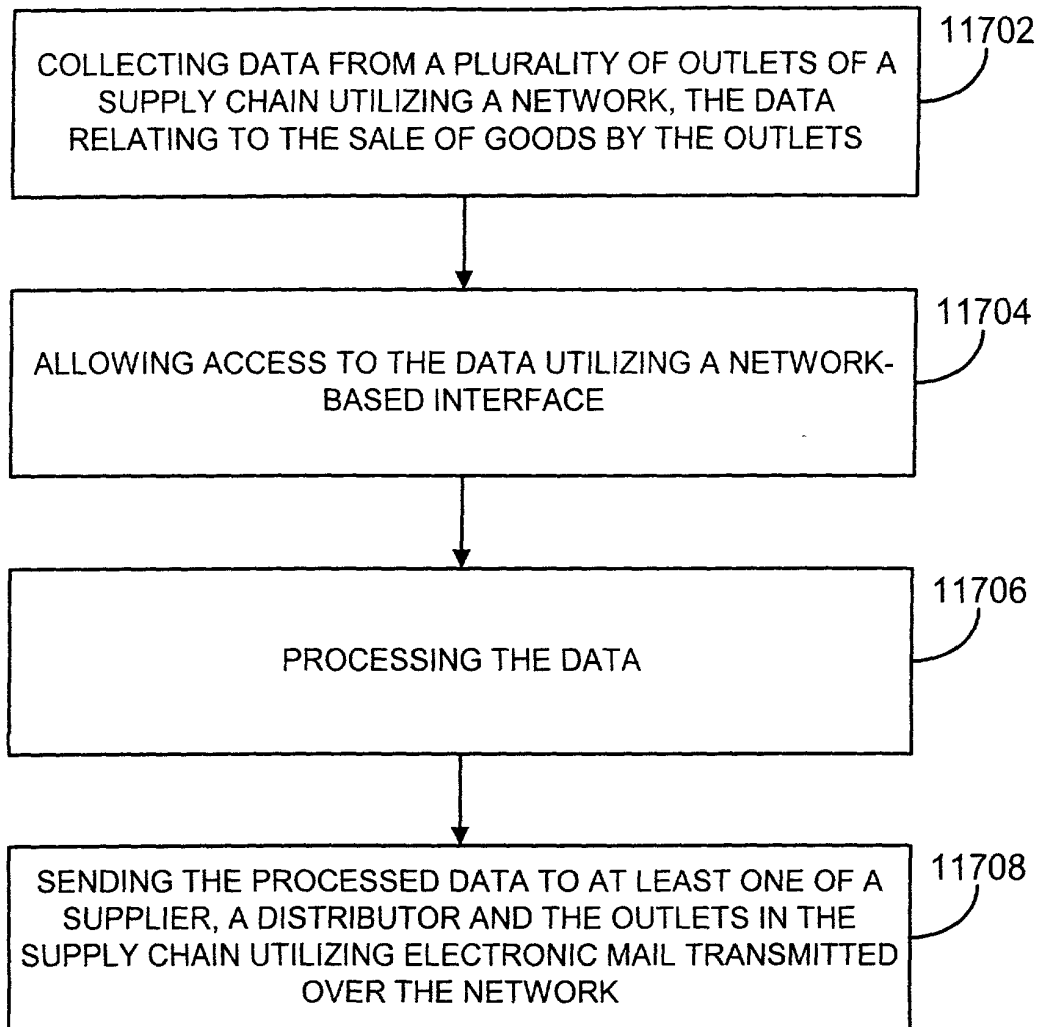 11702
COLLECTING DATA FROM A PLURALITY OF OUTLETS OF A
SUPPLY CHAIN UTILIZING A NETWORK, THE DATA
RELATING TO THE SALE OF GOODS BY THE OUTLETS
11704
ALLOWING ACCESS TO THE DATA UTILIZING A NETWORK-
BASED INTERFACE
11706
PROCESSING THE DATA
11708
SENDING THE PROCESSED DATA TO AT LEAST ONE OF A
SUPPLIER, A DISTRIBUTOR AND THE OUTLETS IN THE
SUPPLY CHAIN UTILIZING ELECTRONIC MAIL TRANSMITTED
OVER THE NETWORK